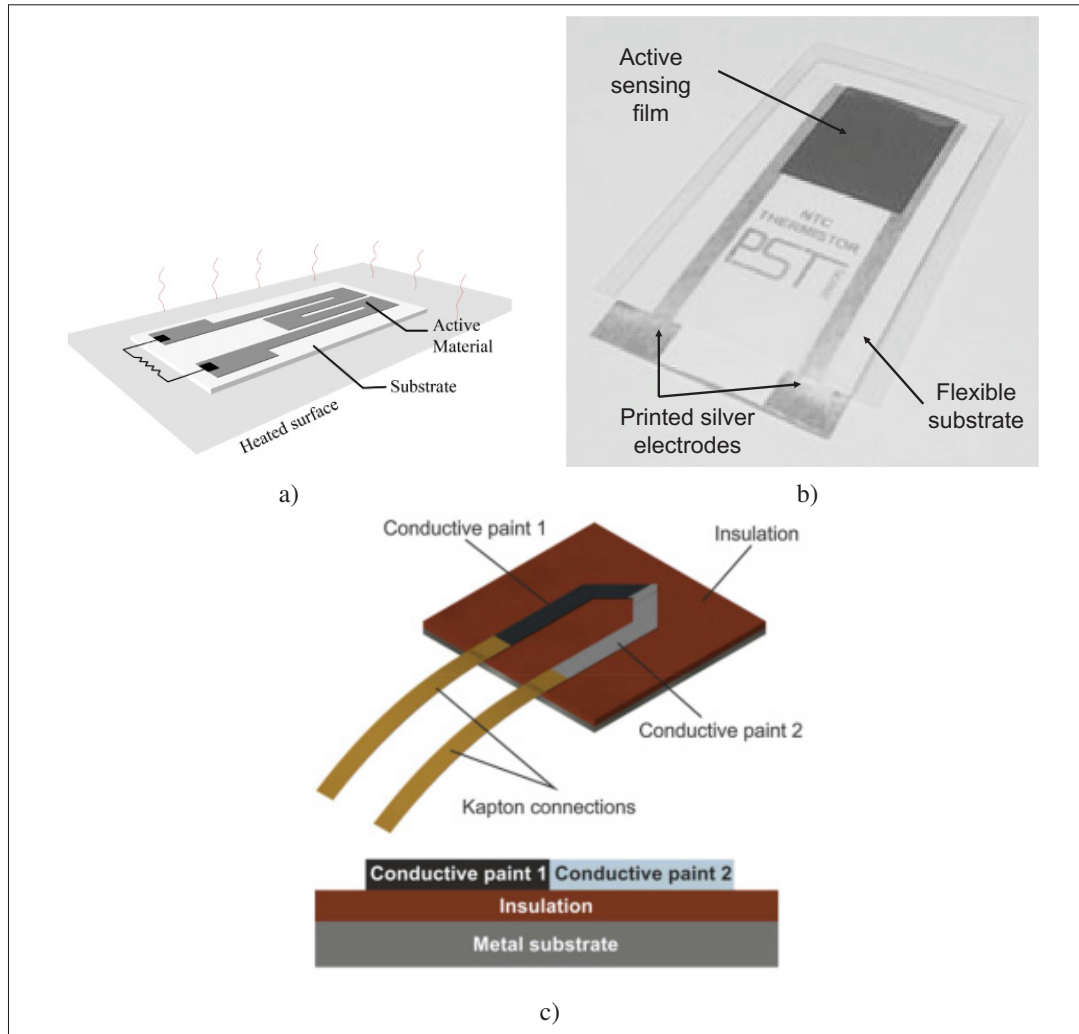 Active
Material
Substrate
Heated surface
a)
Active
sensing
film
NTC
THERMISTOR
PST
Printed silver
electrodes
Flexible
substrate
b)
Conductive paint 1
Insulation
Conductive paint 2
Kapton connections
Conductive paint 1
Conductive paint 2
Insulation
Metal substrate
c)